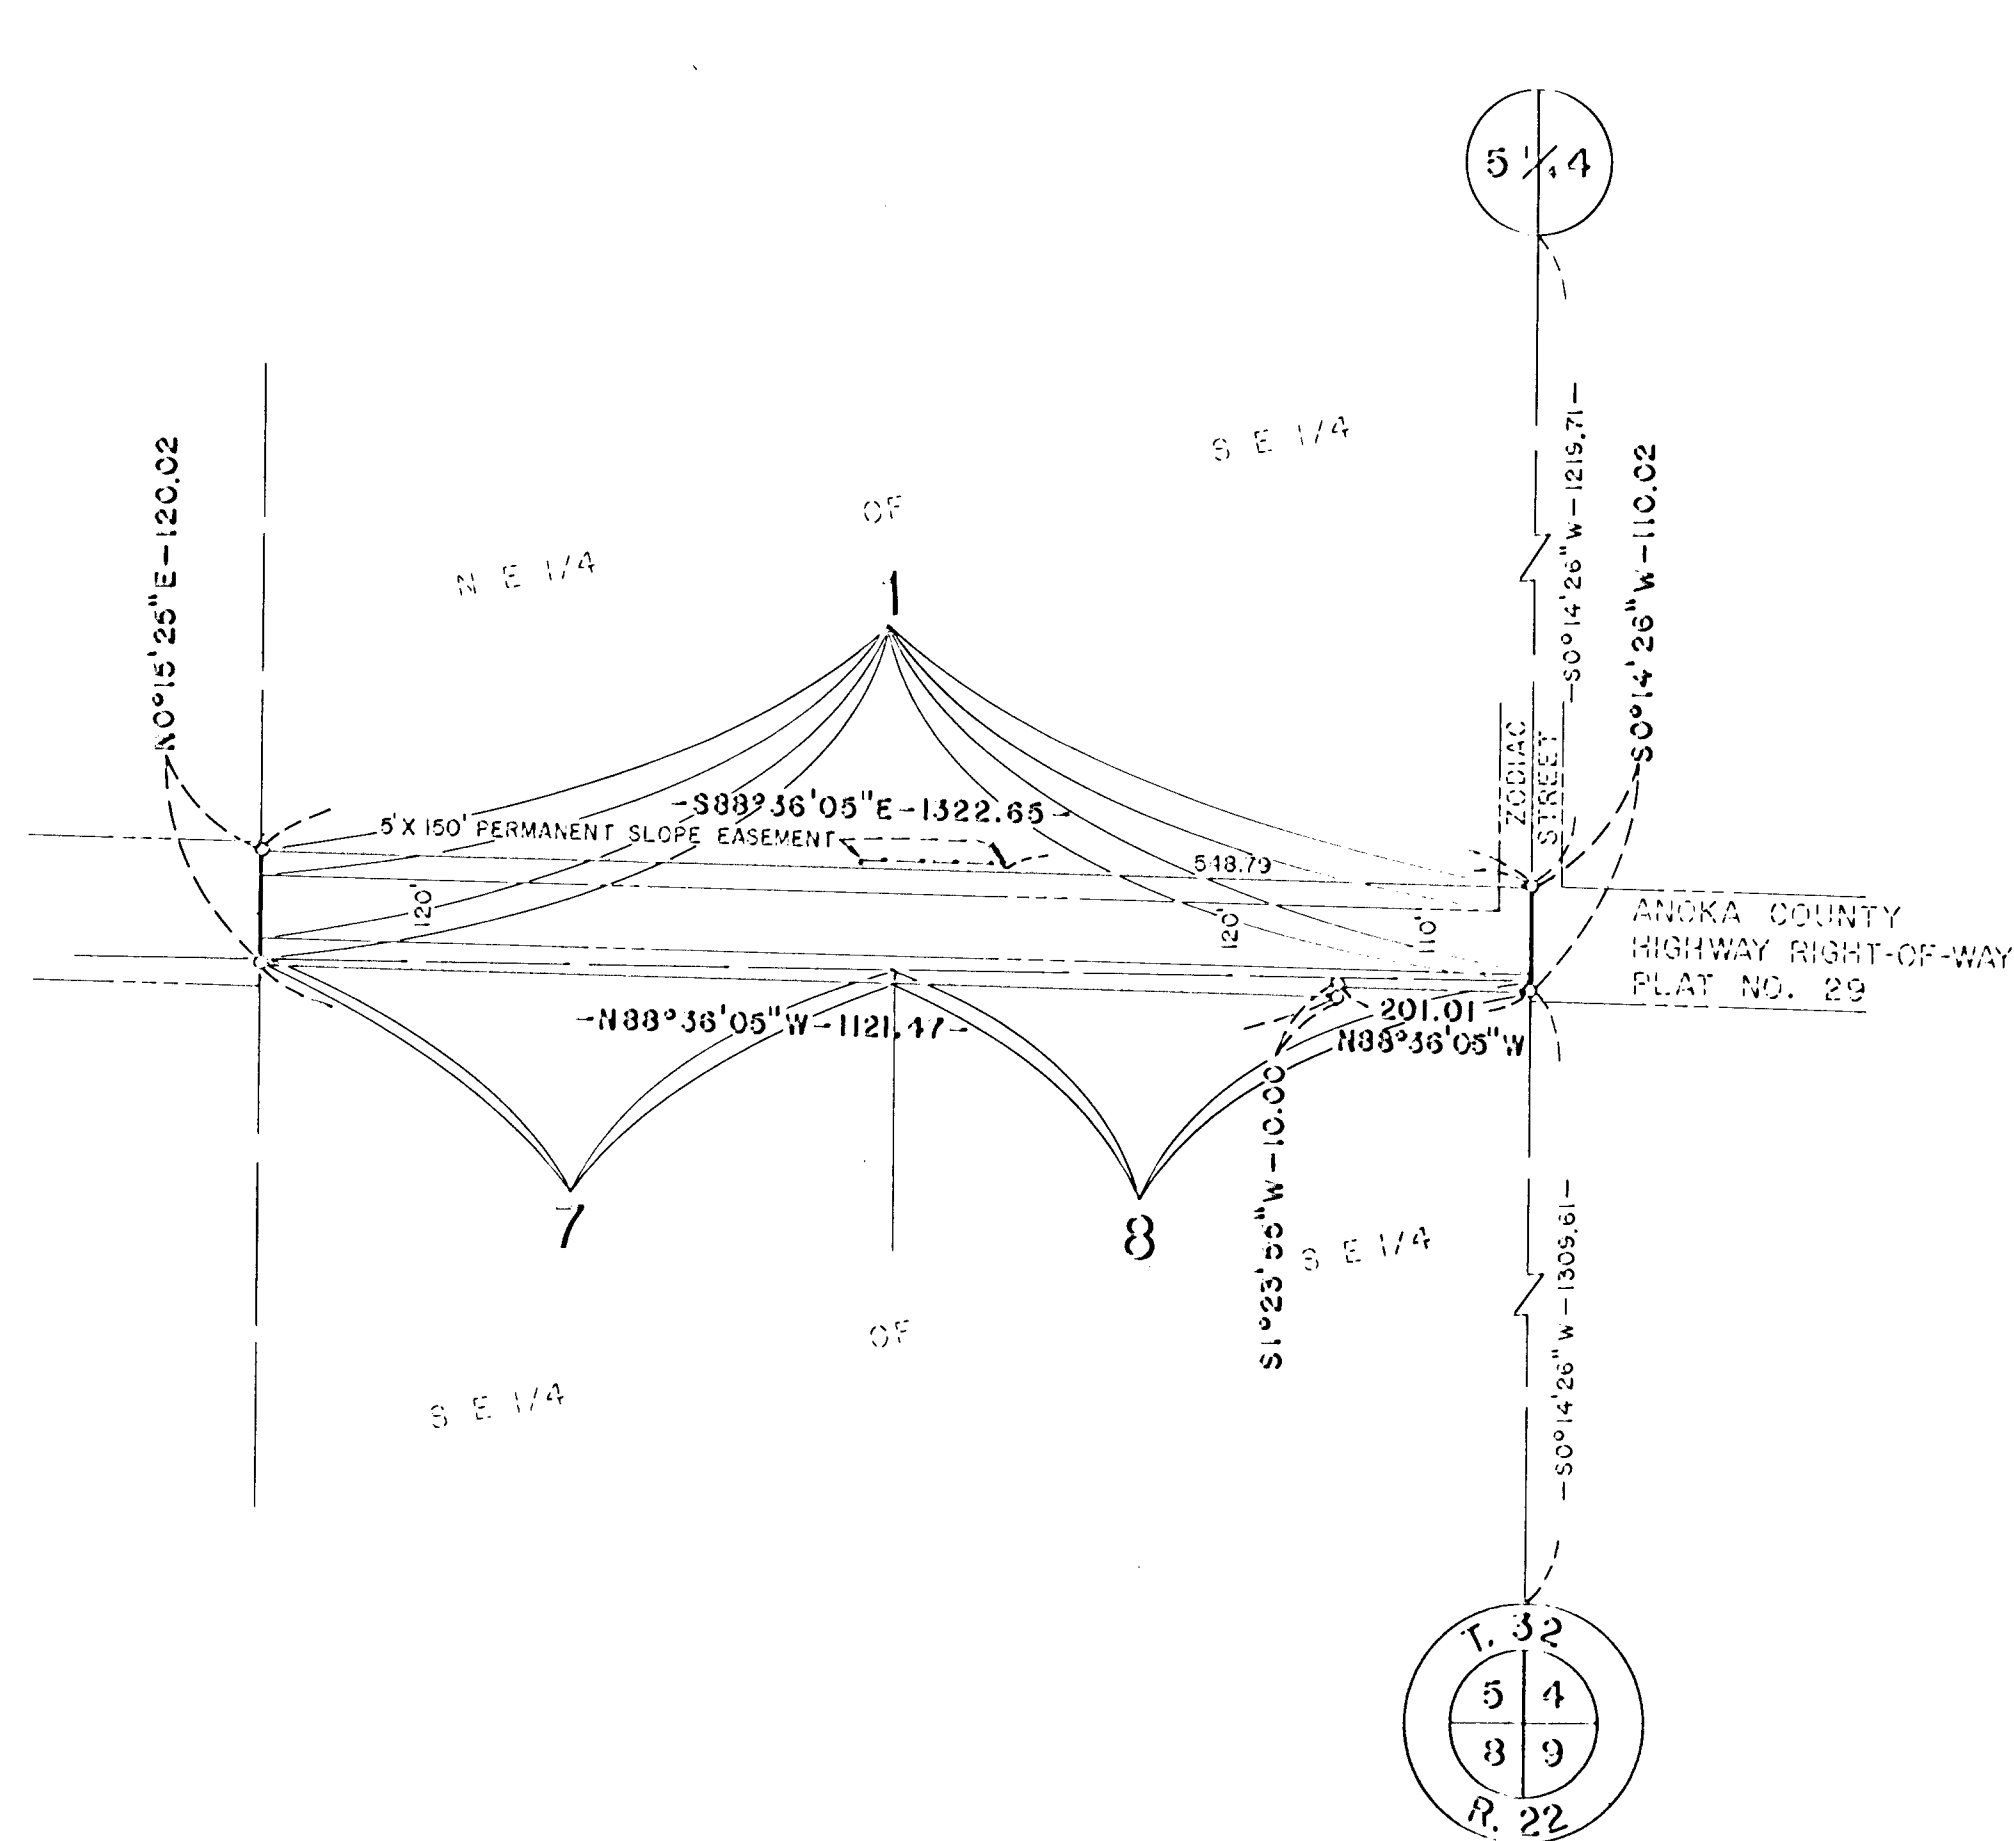 5 1/4 4
S0°14'26"W-1219.71
S0°14'26"W-110.02
N0°15'25"E-120.02
S E 1/4
OF
N E 1/4
1
ZODIAC
STREET
S88°36'05"E-1322.65
5'X 150' PERMANENT SLOPE EASEMENT
548.79
120'
120'
110'
ANOKA COUNTY
HIGHWAY RIGHT-OF-WAY
PLAT NO. 29
N88°36'05"W-1121.47
201.01
N88°36'05"W
S1°23'55"W-10.00
7
8
S E 1/4
OF
S E 1/4
S0°14'26"W-1309.61
T. 32
5 4
8 9
R. 22